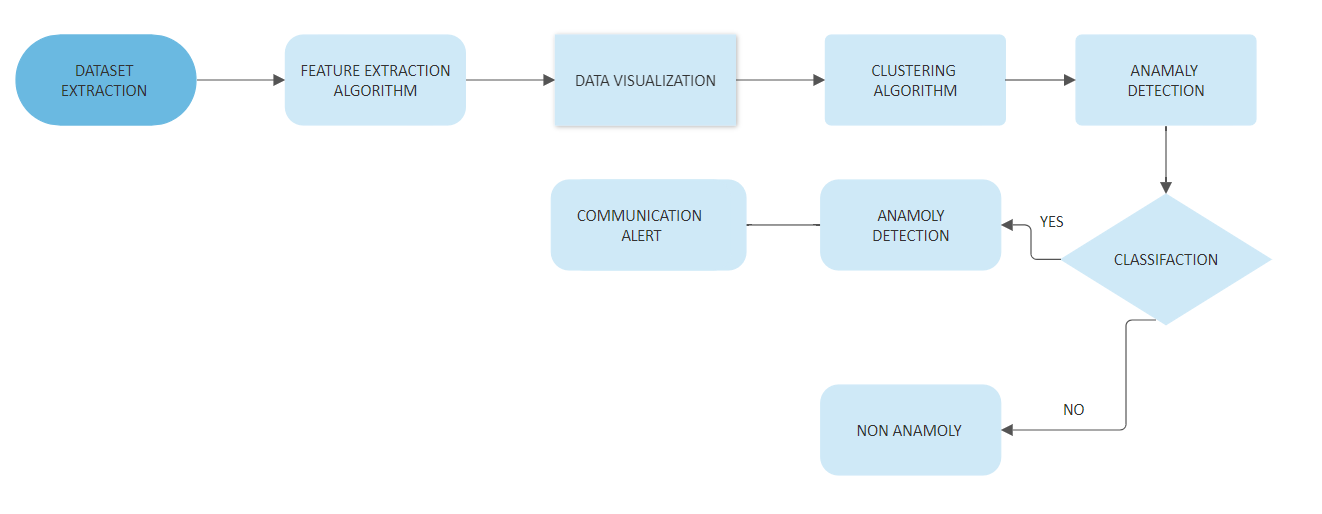 DATASET
EXTRACTION
FEATURE EXTRACTION
ALGORITHM
DATA VISUALIZATION
CLUSTERING
ALGORITHM
ANAMALY
DETECTION
COMMUNICATION
ALERT
ANAMOLY
DETECTION
YES
CLASSIFACTION
NO
NON ANAMOLY